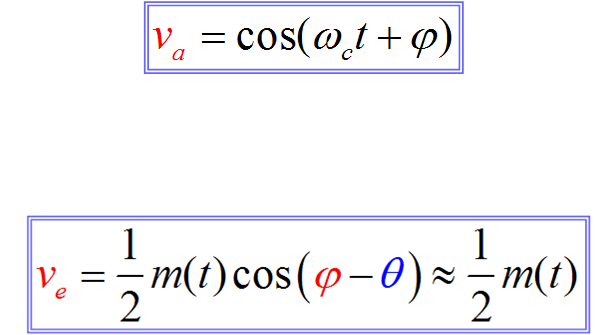 v_a = cos(ω_c t + φ)
v_e = 1/2 m(t) cos(φ − θ) ≈ 1/2 m(t)